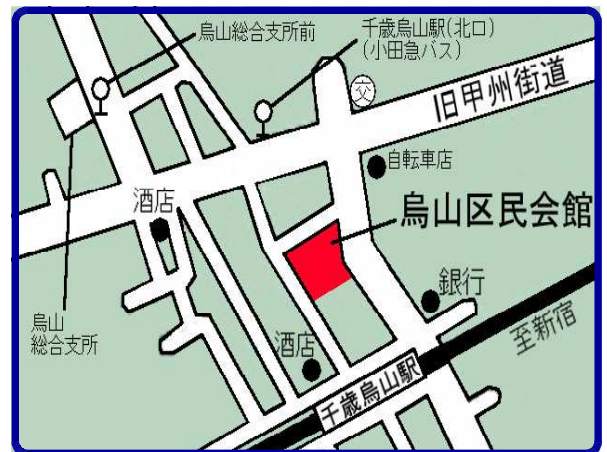 烏山総合支所前
千歳烏山駅(北口)
(小田急バス)
交
旧甲州街道
自転車店
酒店
烏山区民会館
銀行
烏山
総合支所
酒店
至新宿
千歳烏山駅